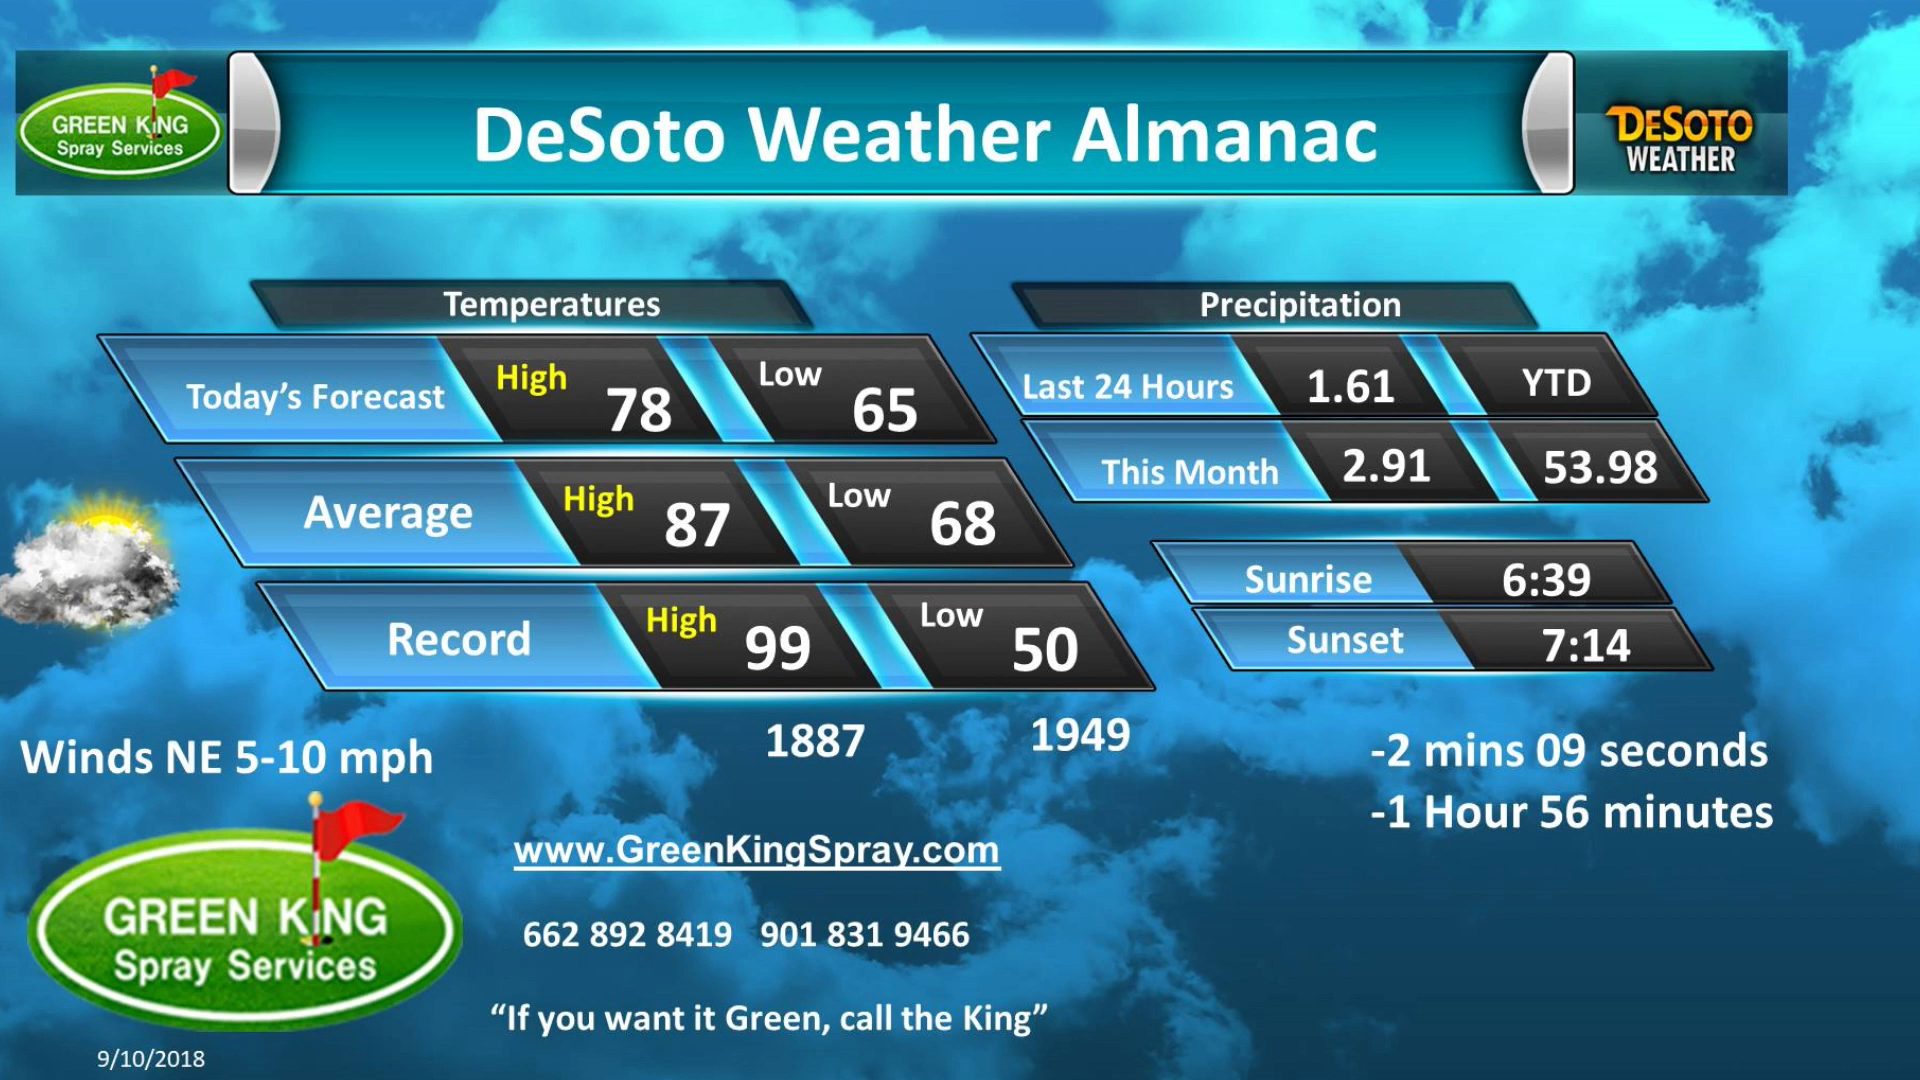 GREEN KING
Spray Services
DeSoto Weather Almanac
DESOTO
WEATHER
Temperatures
Today's Forecast High 78 Low 65
Average High 87 Low 68
Record High 99 Low 50
1887 1949
Precipitation
Last 24 Hours 1.61 YTD
This Month 2.91 53.98
Sunrise 6:39
Sunset 7:14
-2 mins 09 seconds
-1 Hour 56 minutes
Winds NE 5-10 mph
GREEN KING
Spray Services
www.GreenKingSpray.com
662 892 8419 901 831 9466
“If you want it Green, call the King”
9/10/2018